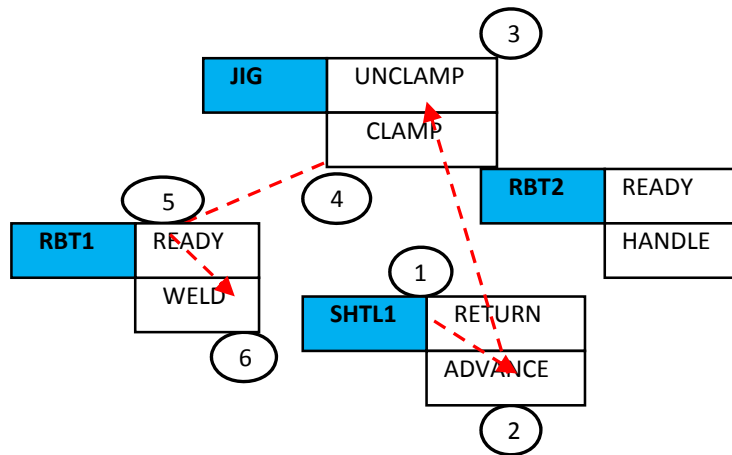 3
JIG UNCLAMP
CLAMP
4
RBT2 READY
HANDLE
5
RBT1 READY
WELD
6
1
SHTL1 RETURN
ADVANCE
2